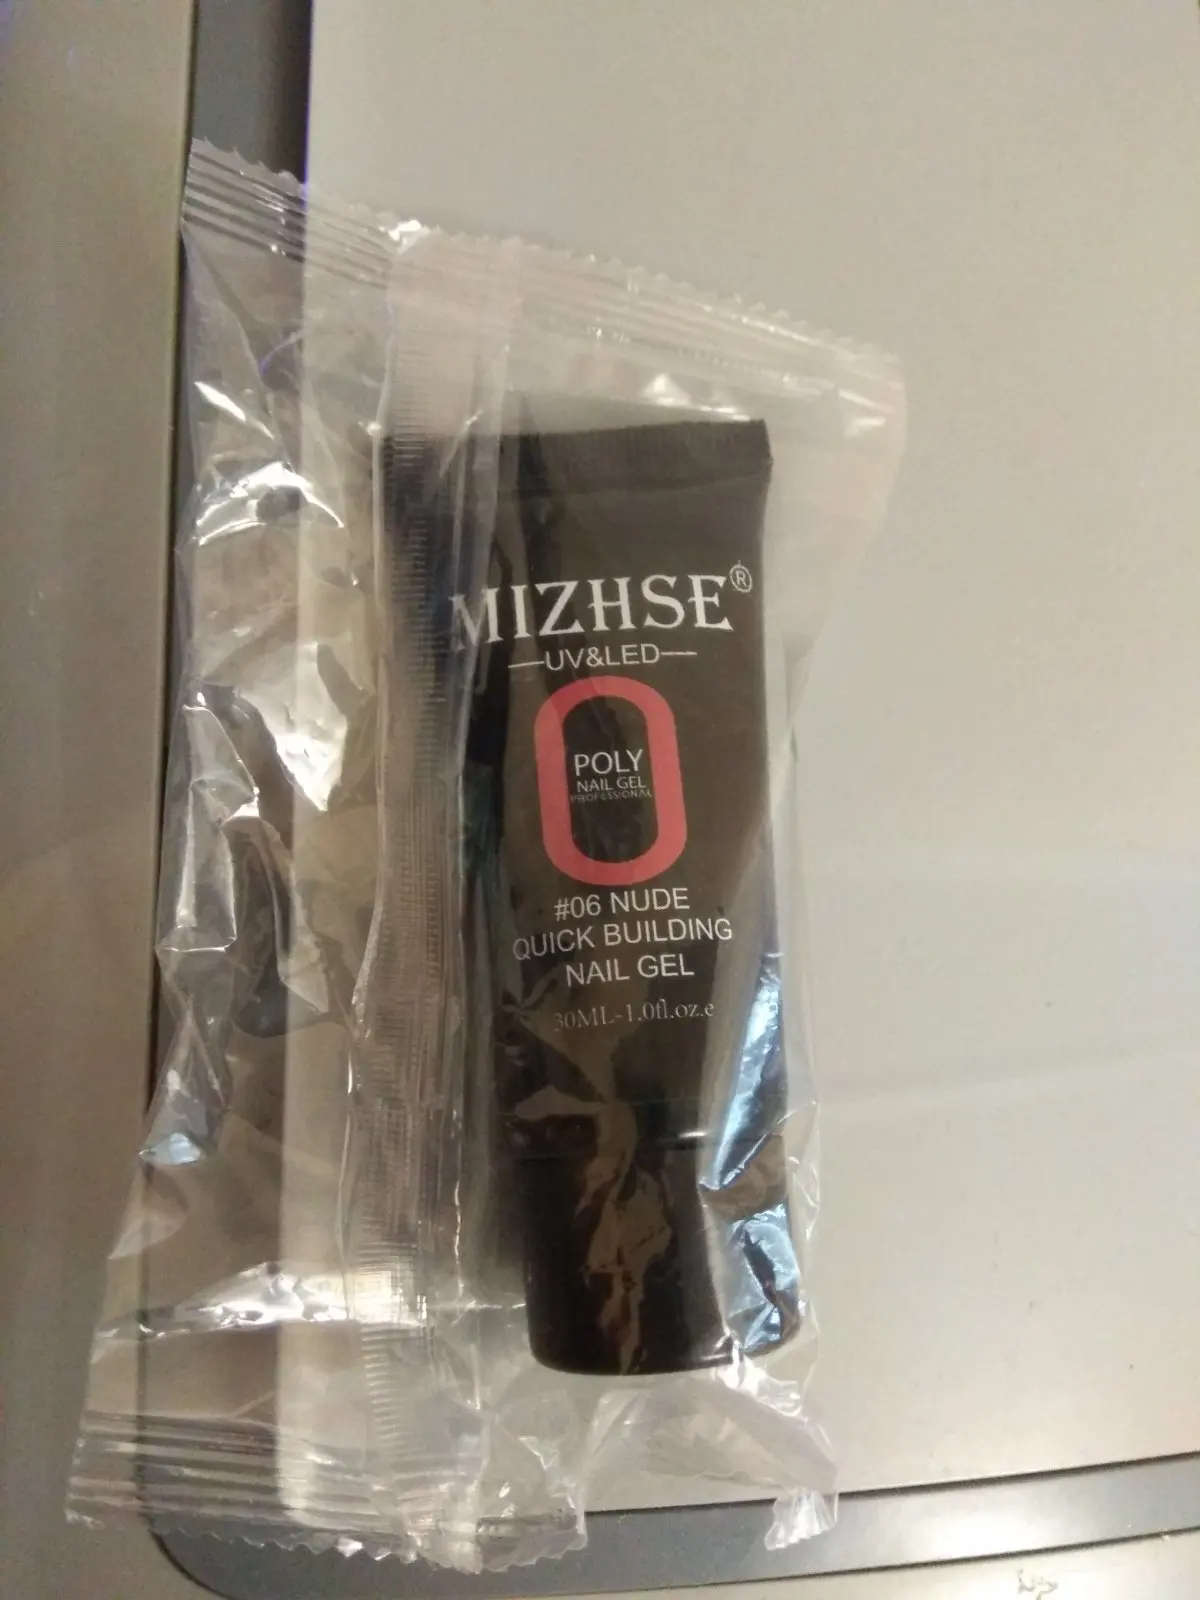 MIZHSE®
UV&LED
POLY
NAIL GEL
PROFESSIONAL
#06 NUDE
QUICK BUILDING
NAIL GEL
30ML-1.0fl.oz.e